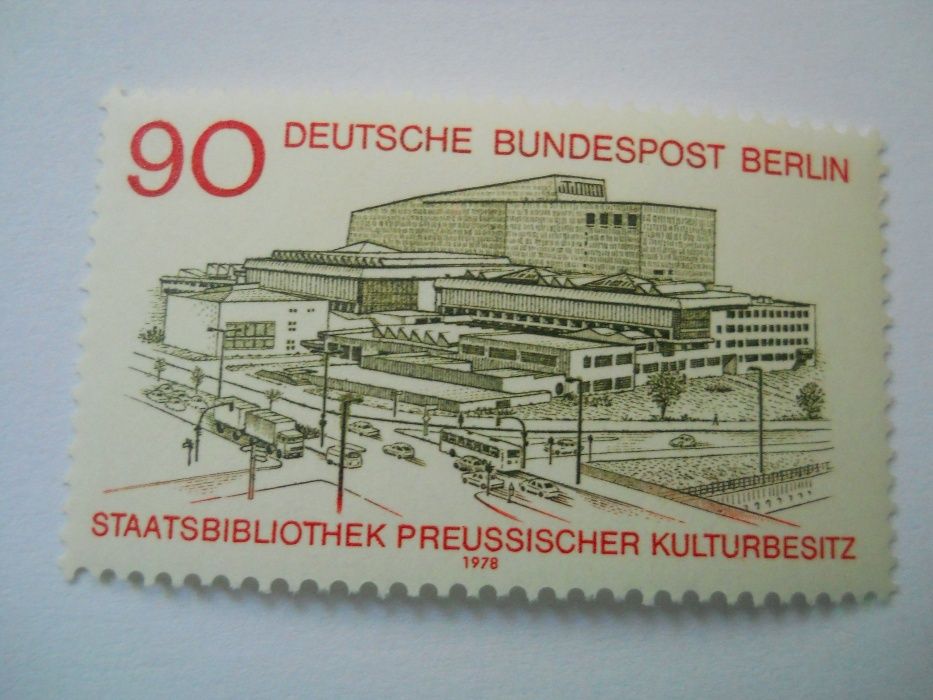 90 DEUTSCHE BUNDESPOST BERLIN
STAATSBIBLIOTHEK PREUSSISCHER KULTURBESITZ
1978